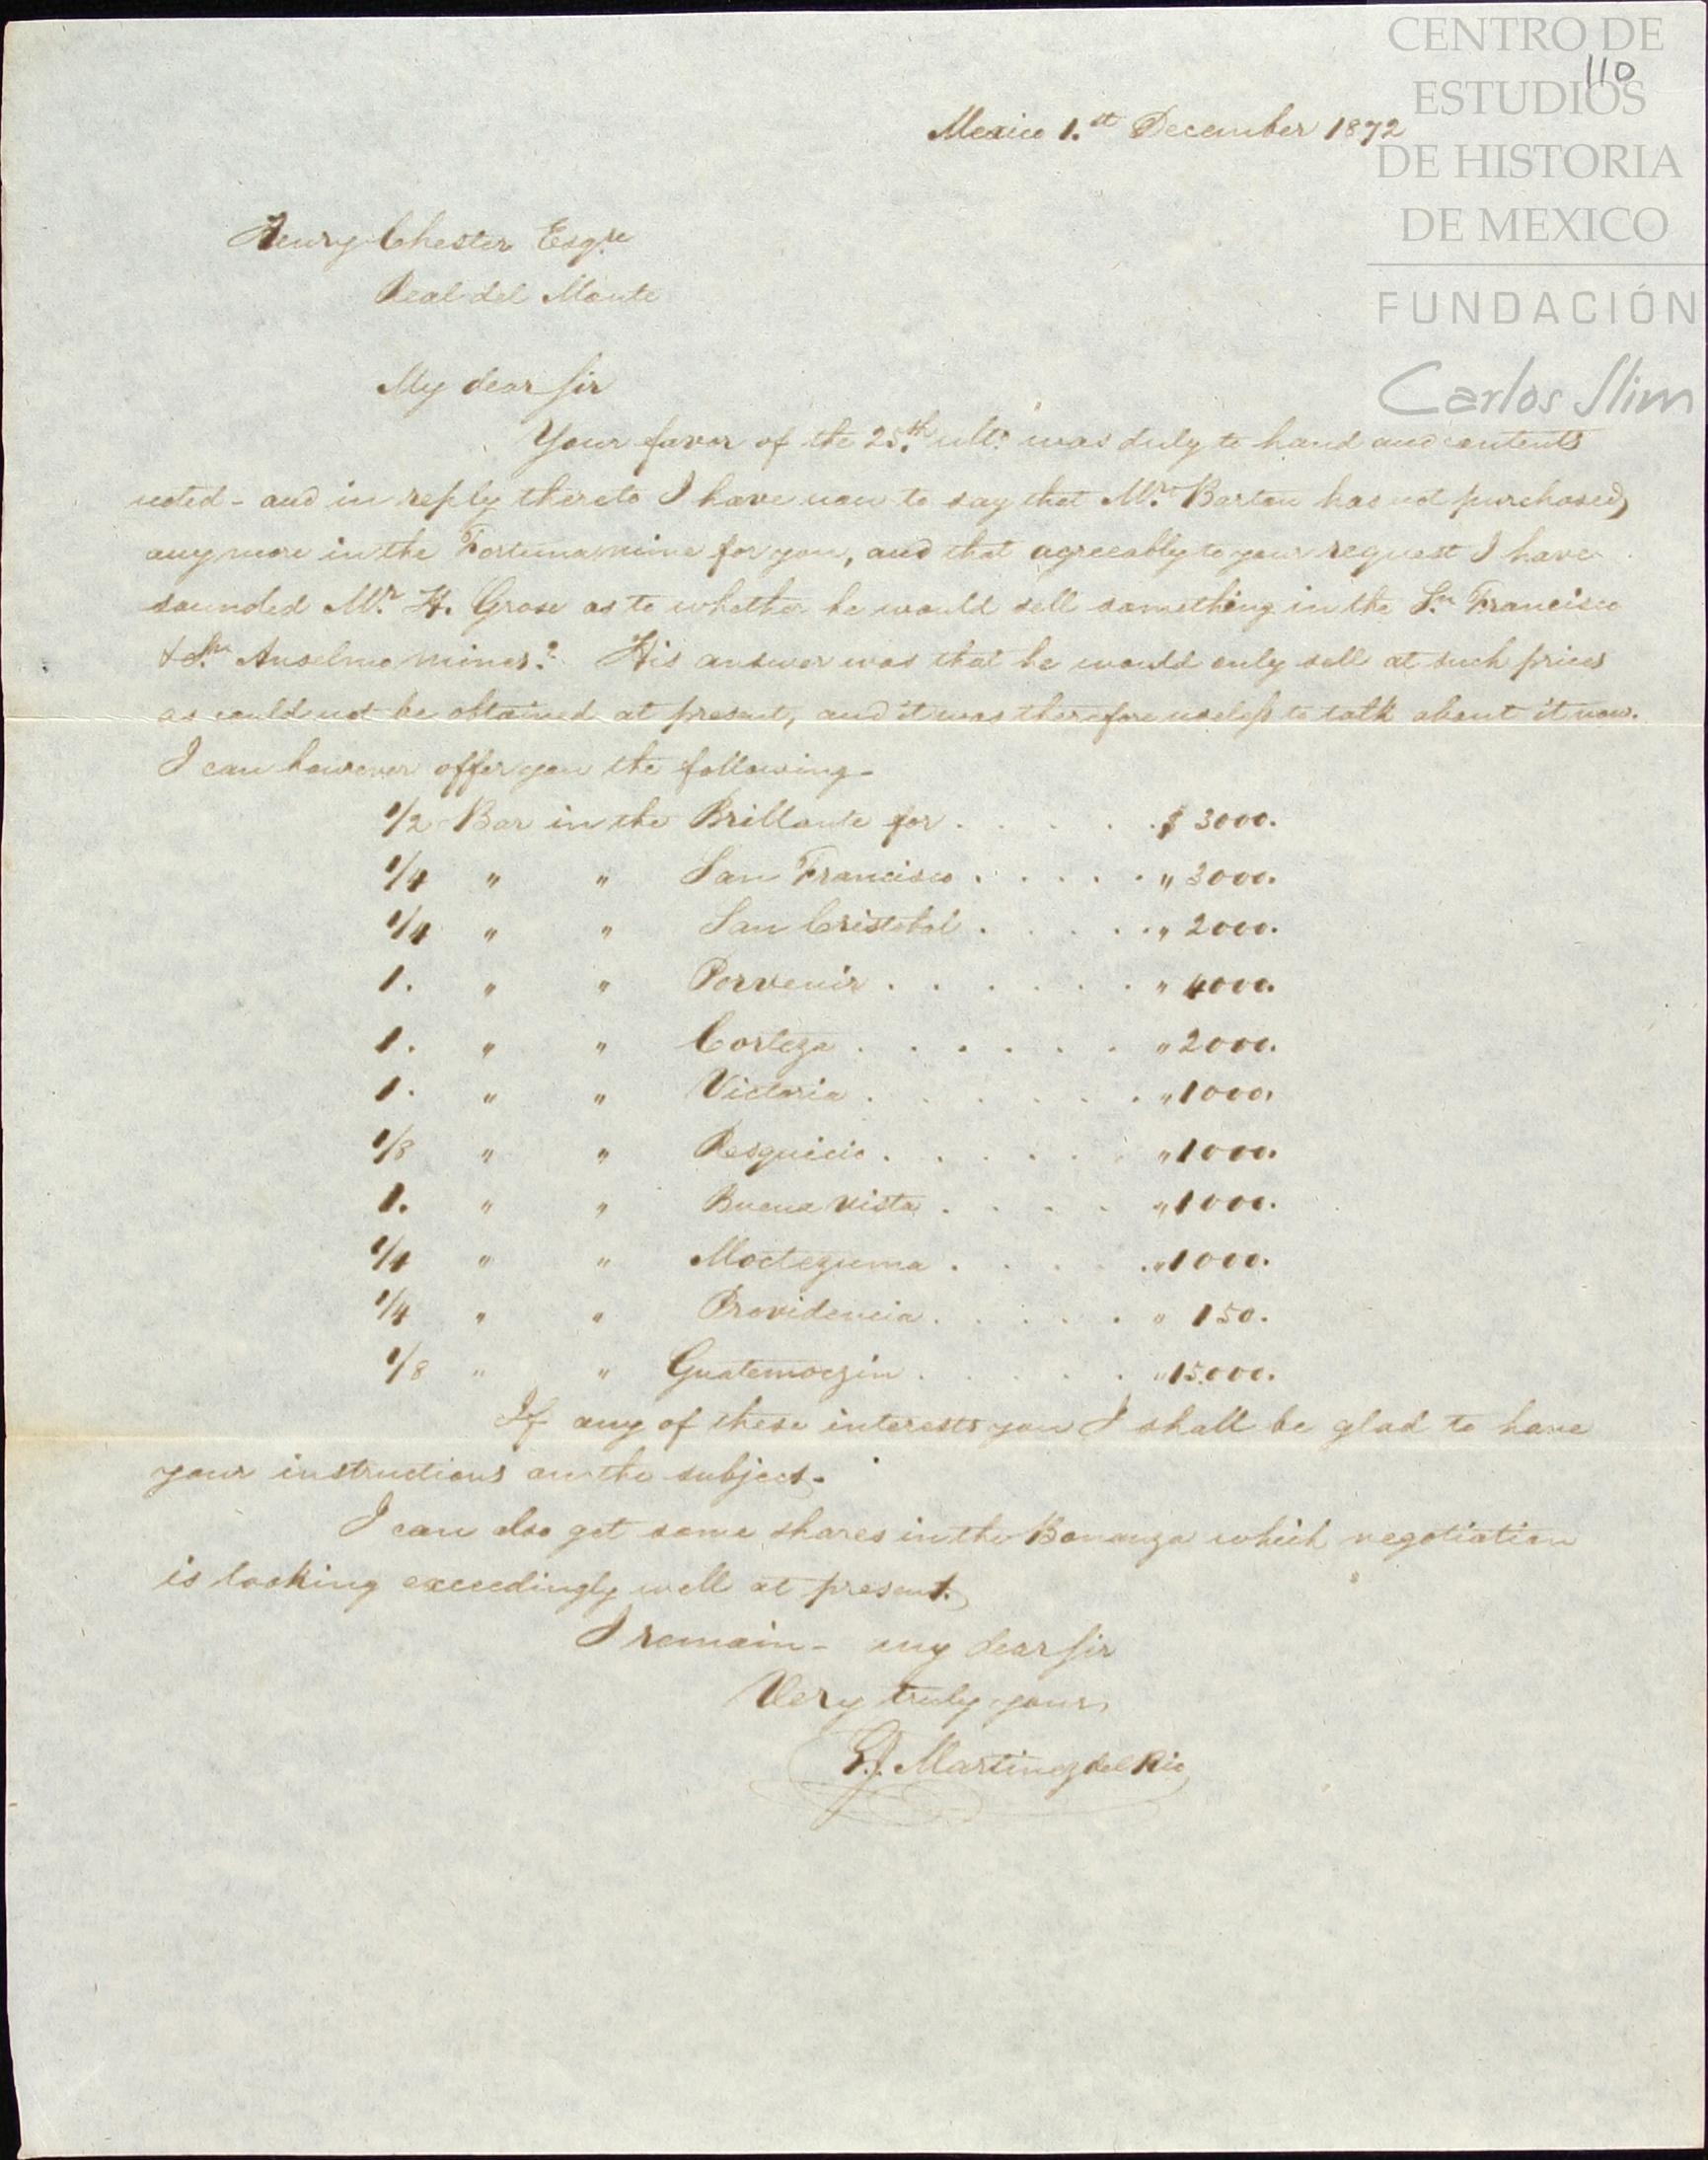 CENTRO DE
ESTUDIOS
DE HISTORIA
DE MEXICO
FUNDACIÓN
Carlos Slim
110
Mexico 1.st December 1872
Henry Chester Esqre
Real del Monte
My dear Sir
Your favor of the 25.th ulto was duly to hand and contents
noted - and in reply thereto I have now to say that Mr. Barton has not purchased
any more in the Fortuna mine for you, and that agreeably to your request I have
sounded Mr. H. Grose as to whether he would sell something in the Sn. Francisco
& Sn. Anselmo mines? His answer was that he would only sell at such prices
as could not be obtained at present, and it was therefore useless to talk about it now.
I can however offer you the following -
1/2 Bar in the Brillante for . . . . . $ 3000.
1/4 " " San Francisco . . . . . " 3000.
1/4 " " San Cristobal . . . . . " 2000.
1. " " Porvenir . . . . . . " 4000.
1. " " Corteza . . . . . . " 2000.
1. " " Victoria . . . . . . " 1000.
1/8 " " Resquicio . . . . . . " 1000.
1. " " Buena vista . . . . " 1000.
1/4 " " Moctezuma . . . . . " 1000.
1/4 " " Providencia . . . . . " 150.
1/8 " " Guatemoczin . . . . . " 15.000.
If any of these interests you I shall be glad to have
your instructions on the subject.
I can also get some shares in the Bonanza which negotiation
is looking exceedingly well at present.
I remain - my dear Sir
Very truly yours
Martinez del Rio